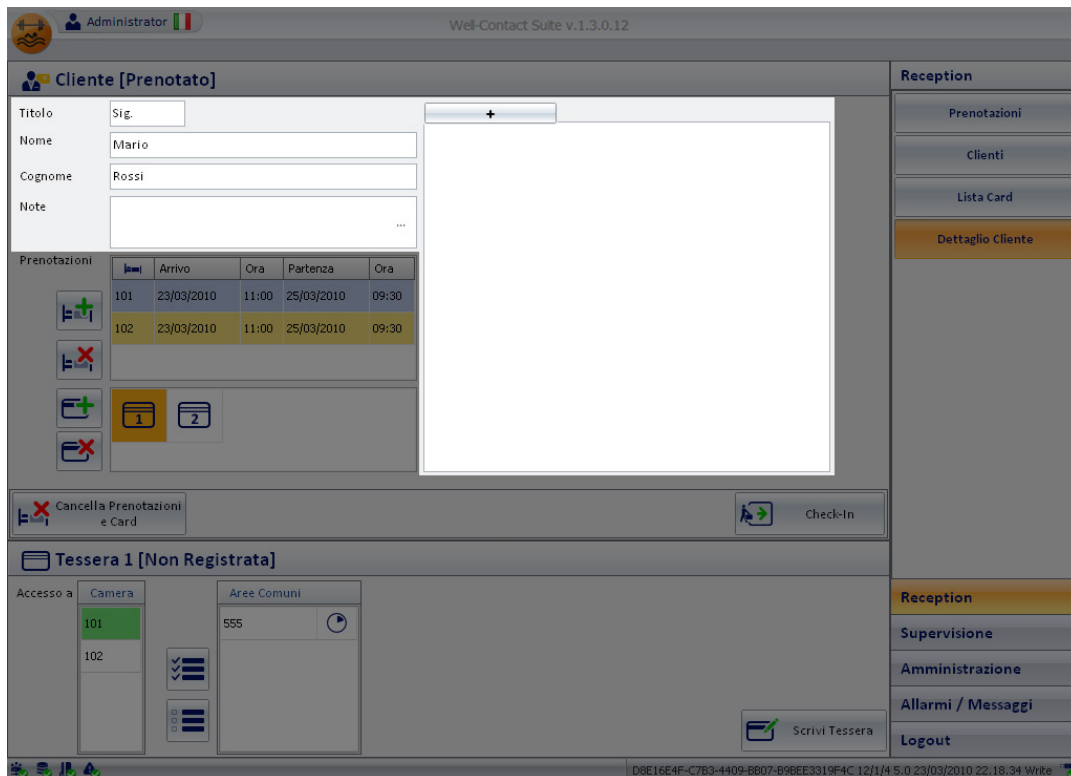 Administrator
Well-Contact Suite v.1.3.0.12
Cliente [Prenotato]
Titolo Sig.
Nome Mario
Cognome Rossi
Note ...
+
Prenotazioni
Arrivo Ora Partenza Ora
101 23/03/2010 11:00 25/03/2010 09:30
102 23/03/2010 11:00 25/03/2010 09:30
1 2
Cancella Prenotazioni
e Card
Check-In
Tessera 1 [Non Registrata]
Accesso a Camera Aree Comuni
101 555
102
Scrivi Tessera
Reception
Prenotazioni
Clienti
Lista Card
Dettaglio Cliente
Reception
Supervisione
Amministrazione
Allarmi / Messaggi
Logout
D8E16E4F-C7B3-4409-BB07-B9BEE3319F4C 12/1/4 5.0 23/03/2010 22.18.34 Write